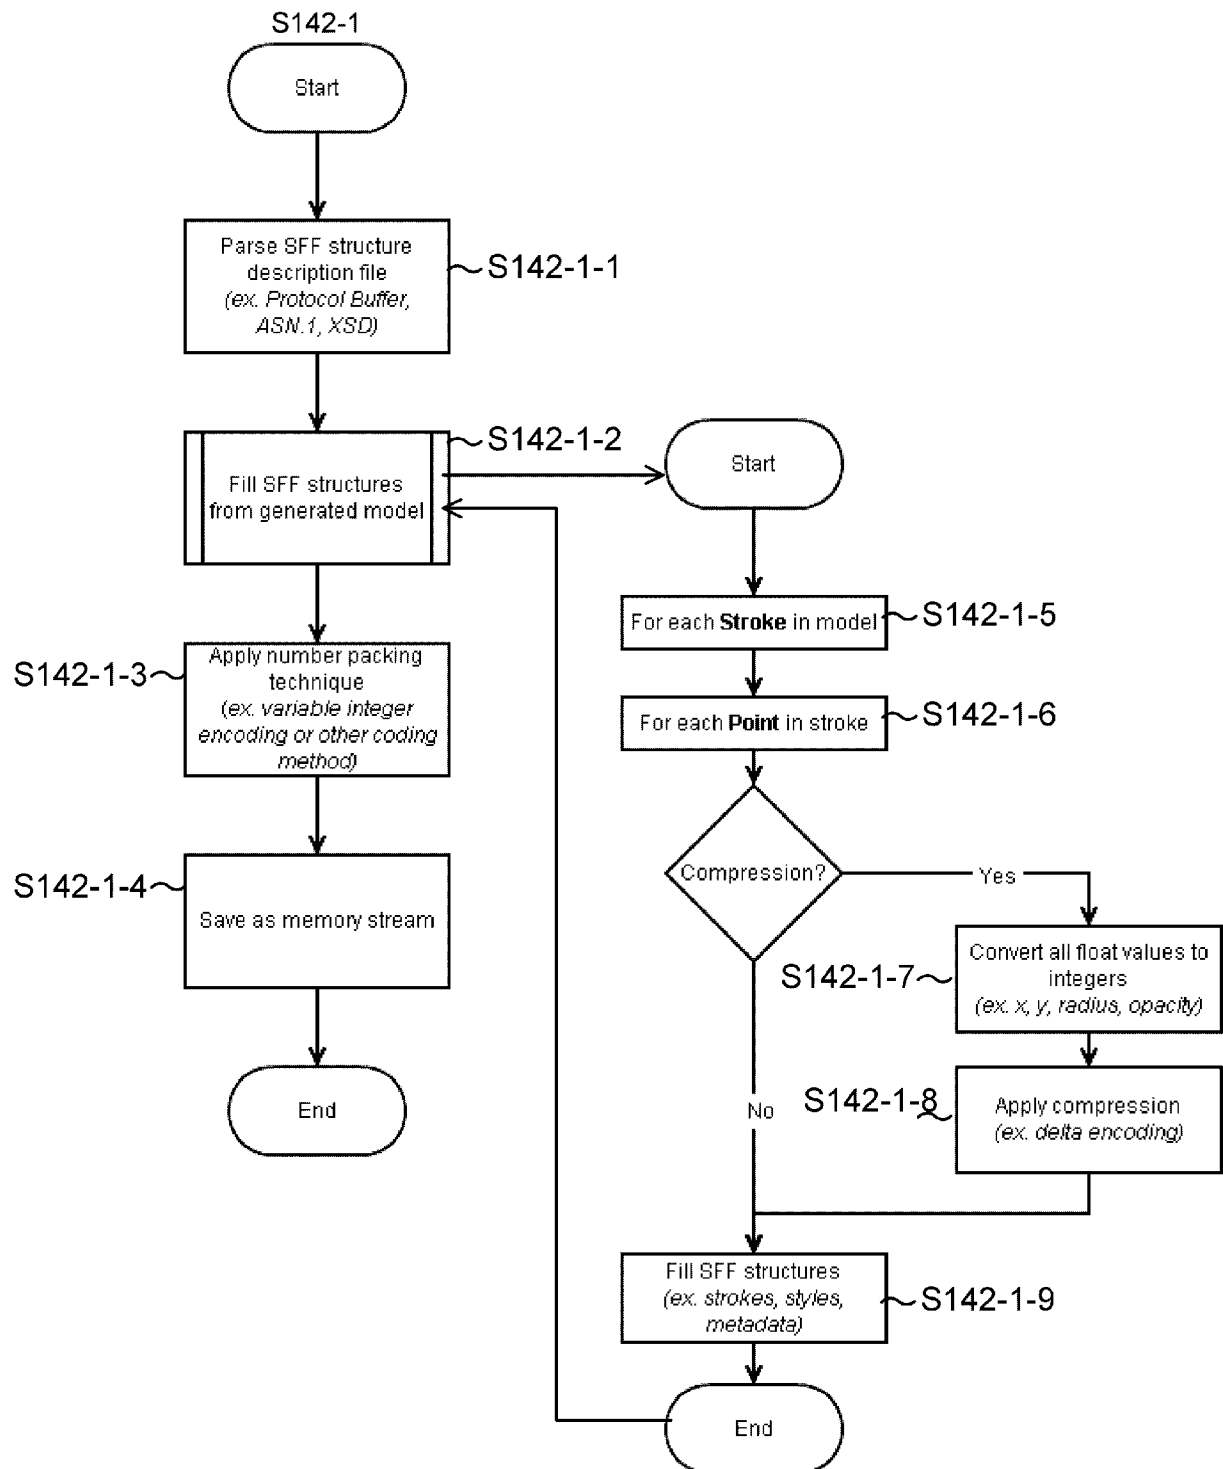 S142-1
Start
Parse SFF structure
description file
(ex. Protocol Buffer,
ASN.1, XSD)
S142-1-1
Fill SFF structures
from generated model
S142-1-2
Apply number packing
technique
(ex. variable integer
encoding or other coding
method)
S142-1-3
Save as memory stream
S142-1-4
End
Start
For each Stroke in model
S142-1-5
For each Point in stroke
S142-1-6
Compression?
Yes
No
Convert all float values to
integers
(ex. x, y, radius, opacity)
S142-1-7
Apply compression
(ex. delta encoding)
S142-1-8
Fill SFF structures
(ex. strokes, styles,
metadata)
S142-1-9
End